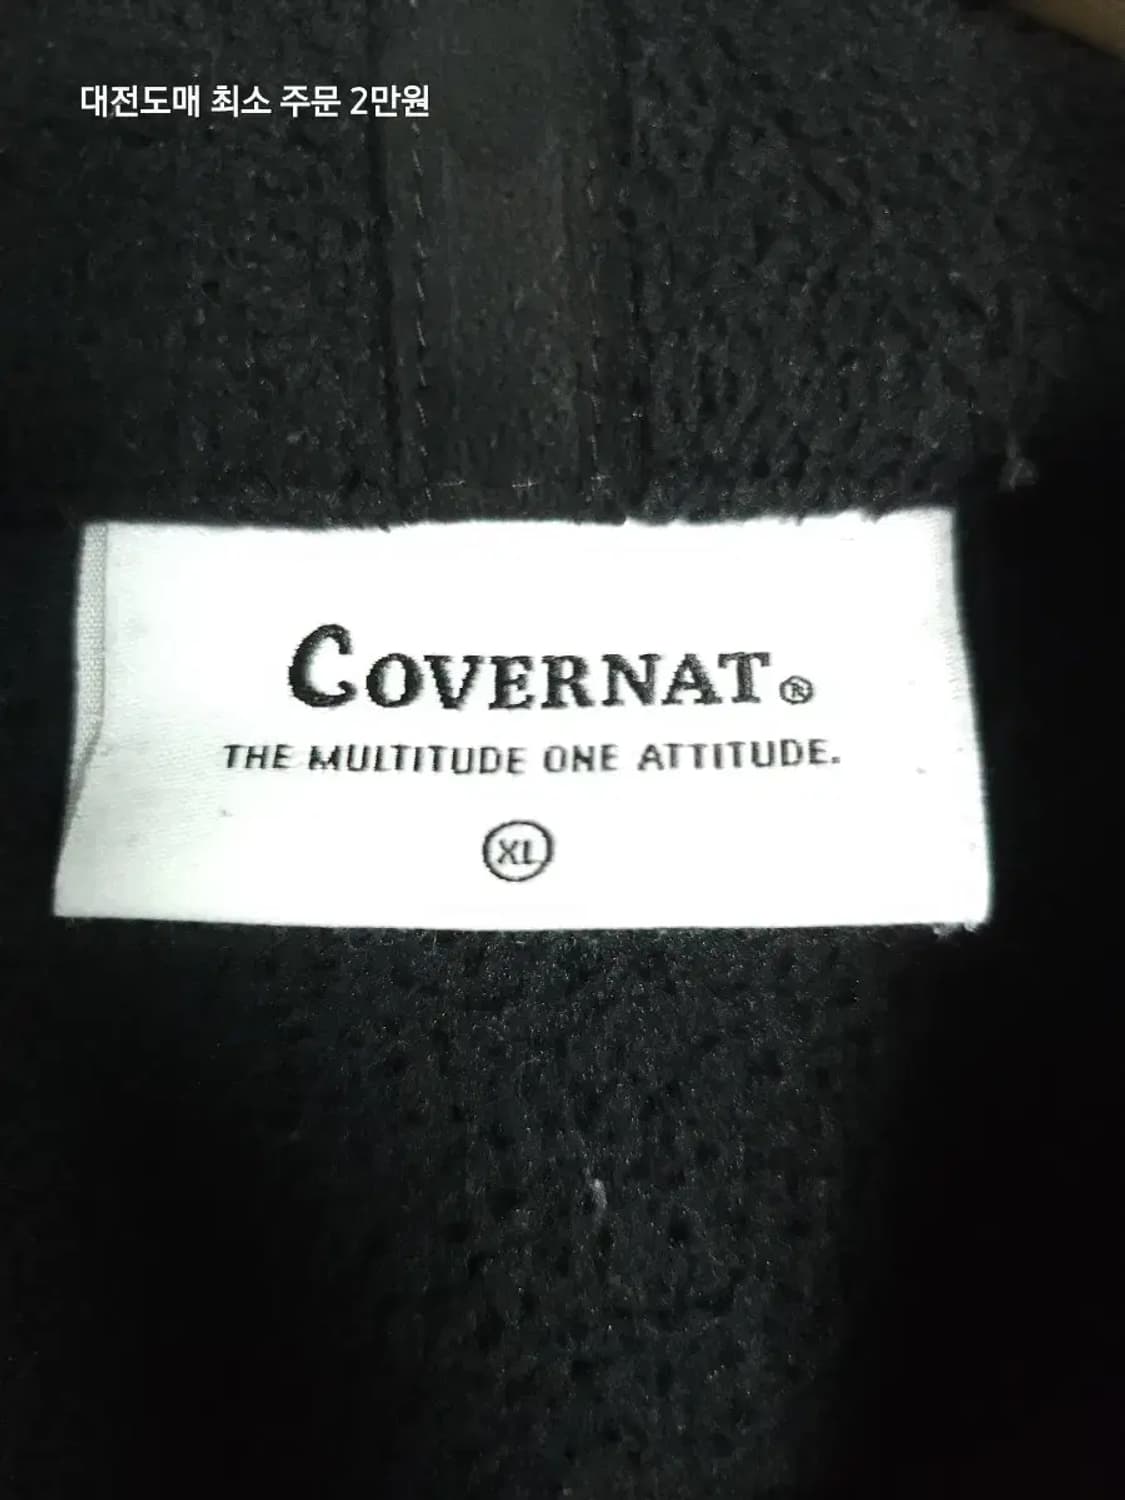 대전도매 최소 주문 2만원
COVERNAT®
THE MULTITUDE ONE ATTITUDE.
XL